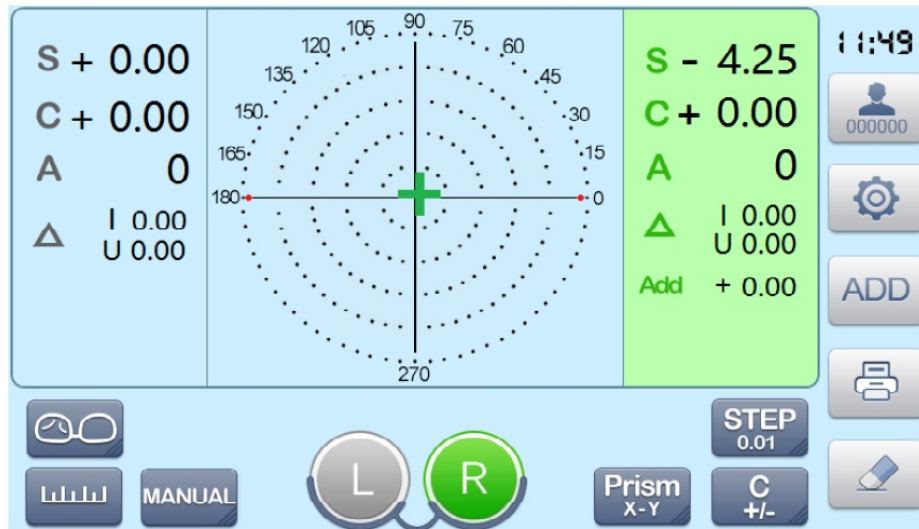 S + 0.00
C + 0.00
A 0
△ I 0.00
U 0.00
90
105 75
120 60
135 45
150 30
165 15
180 0
270
S - 4.25
C + 0.00
A 0
△ I 0.00
U 0.00
Add + 0.00
11:49
000000
ADD
MANUAL
L
R
STEP
0.01
Prism
X-Y
C
+/-